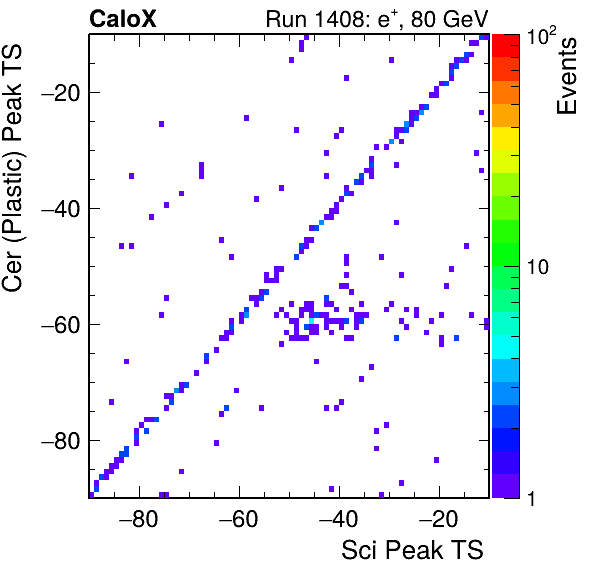 CaloX Run 1408: e⁺, 80 GeV
10²
10
1
Events
Cer (Plastic) Peak TS
−20
−40
−60
−80
−80 −60 −40 −20
Sci Peak TS